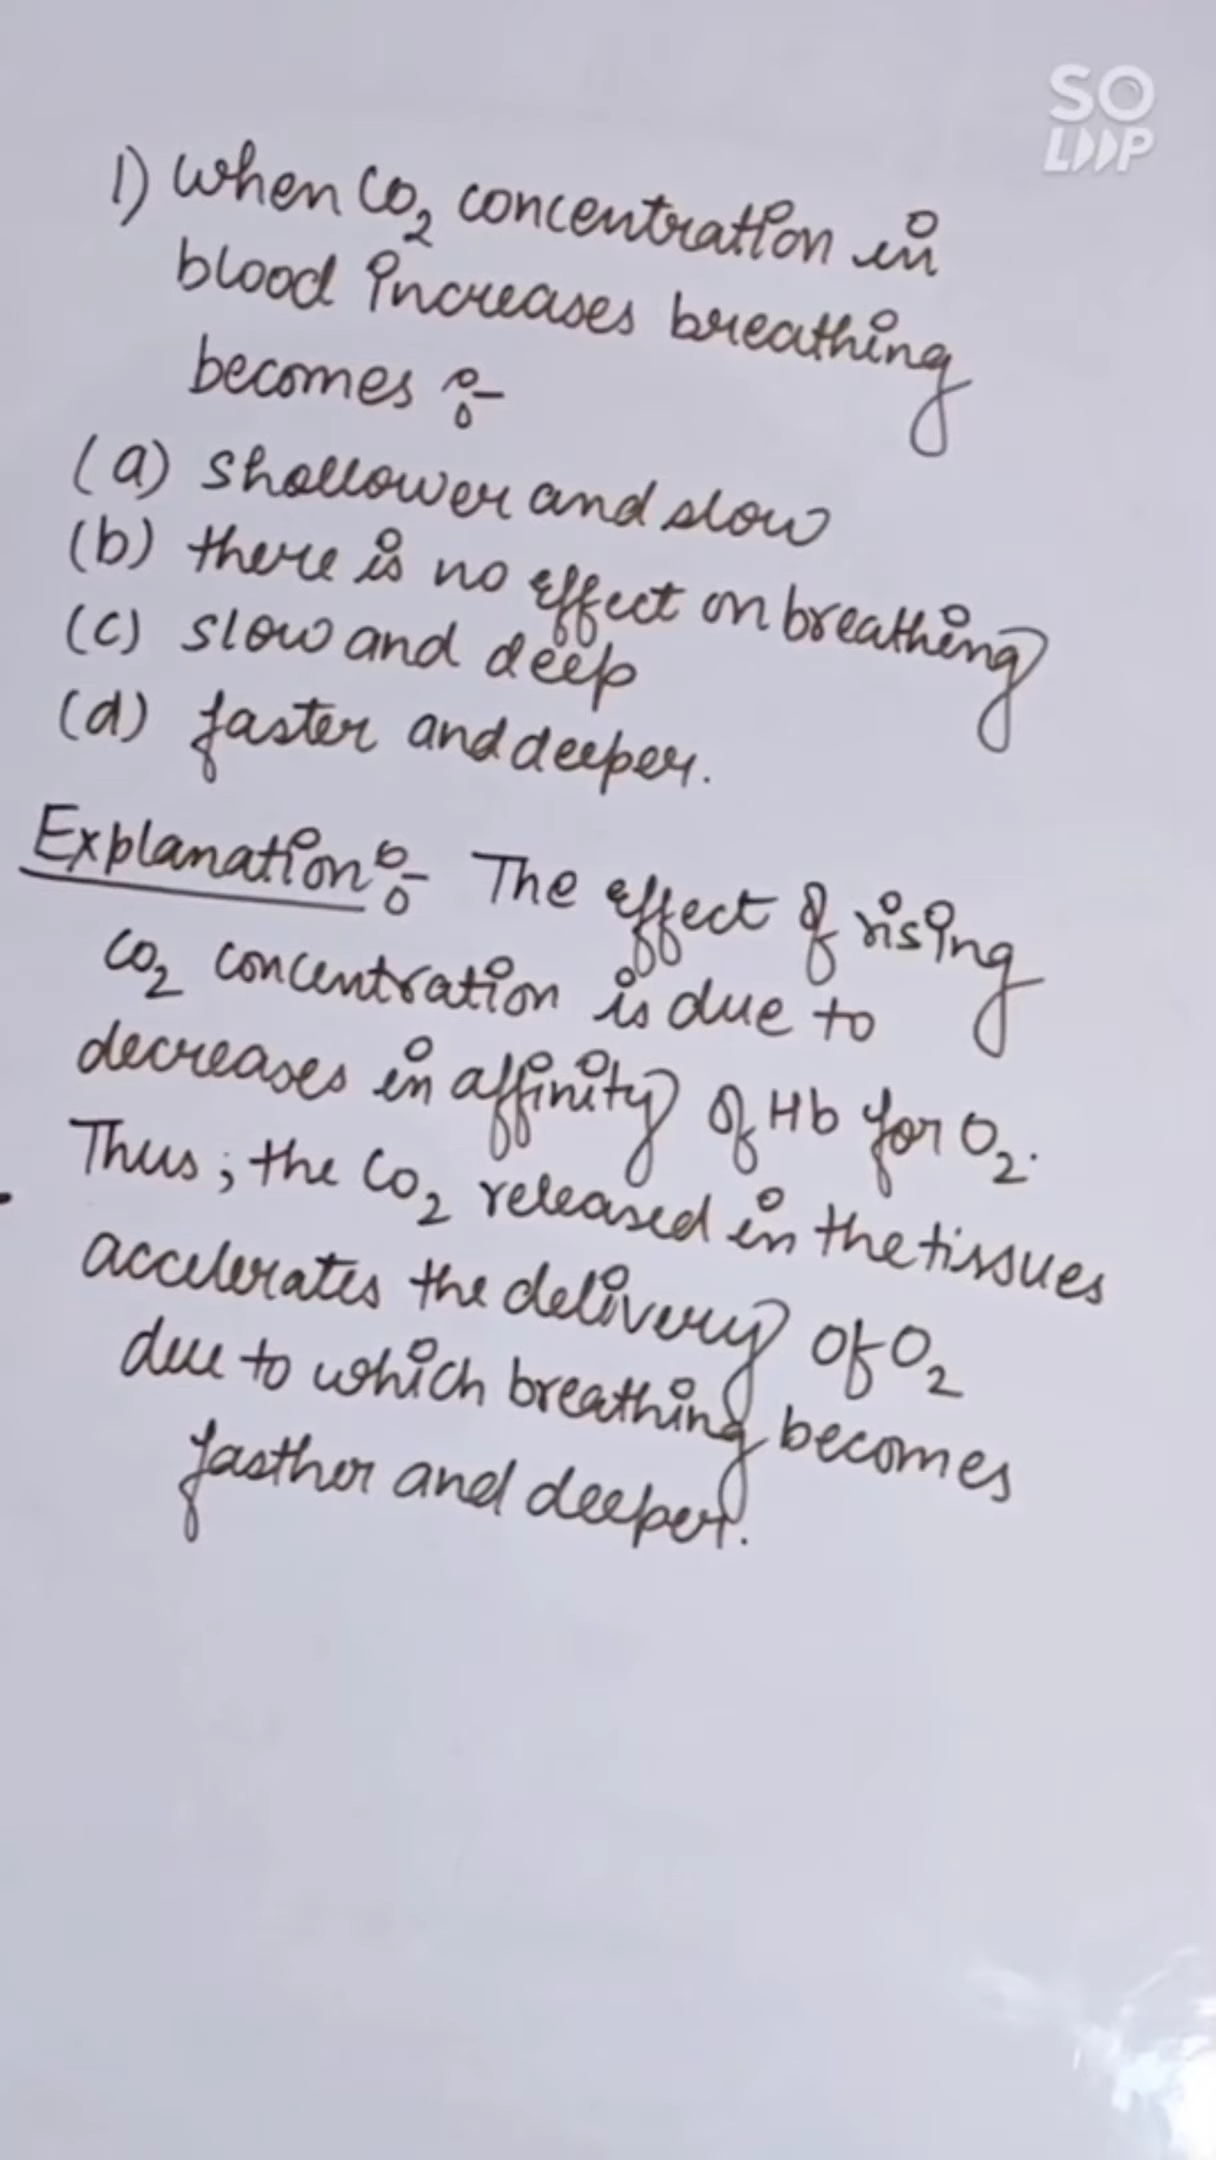 SO
LOOP
1) When CO2 concentration in
blood increases breathing
becomes :-
(a) shallower and slow
(b) there is no effect on breathing
(c) slow and deep
(d) faster and deeper.
Explanation :- The effect of rising
CO2 concentration is due to
decreases in affinity of Hb for O2.
Thus; the CO2 released in the tissues
accelerates the delivery of O2
due to which breathing becomes
fasther and deeper.